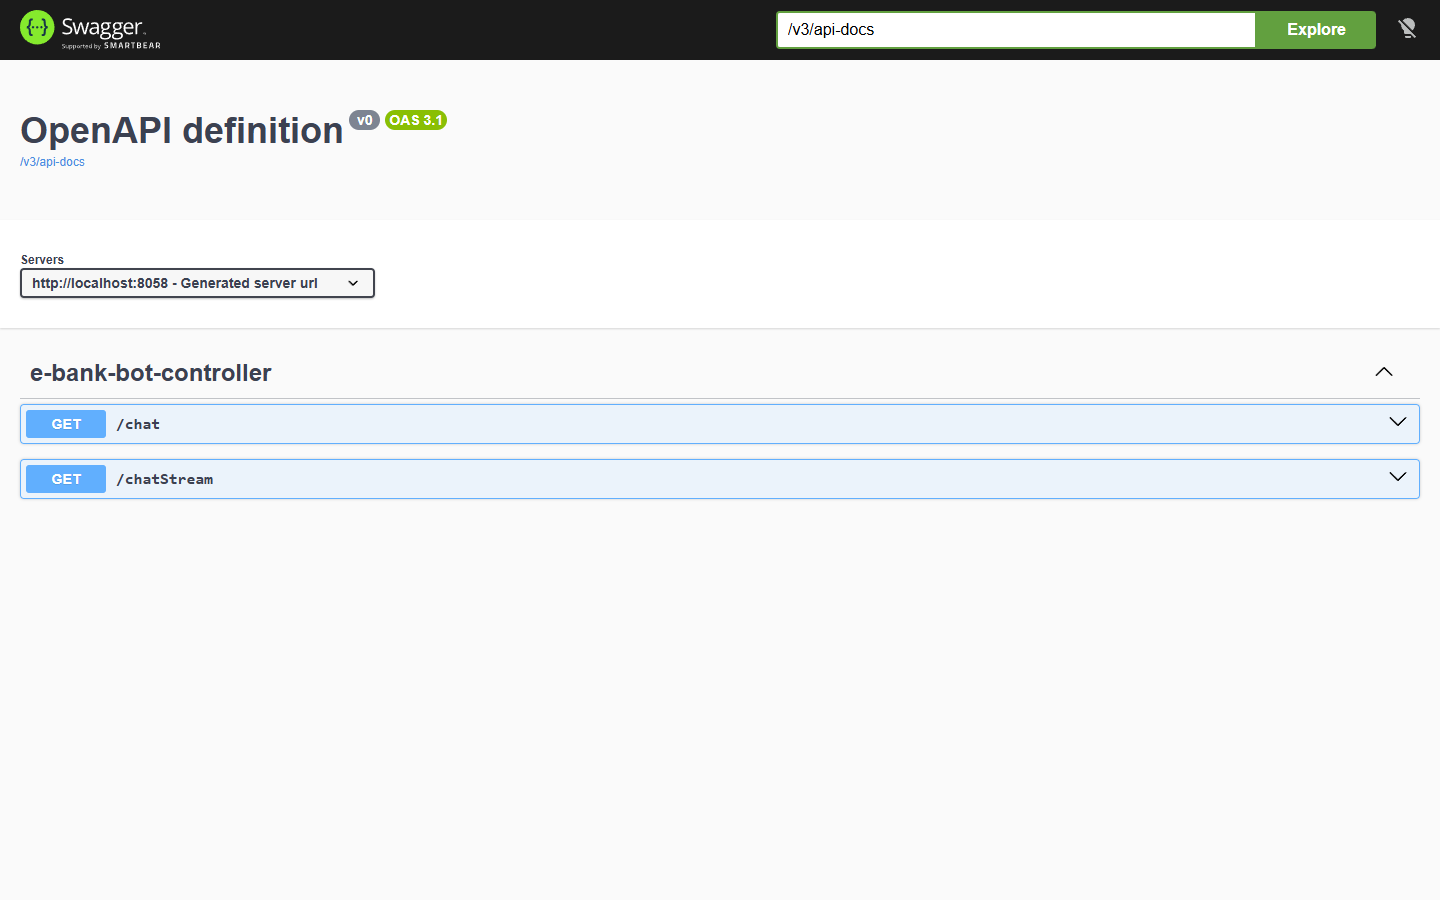 {...} Swagger.
Supported by SMARTBEAR
/v3/api-docs
Explore
OpenAPI definition v0 OAS 3.1
/v3/api-docs
Servers
http://localhost:8058 - Generated server url
e-bank-bot-controller
GET /chat
GET /chatStream